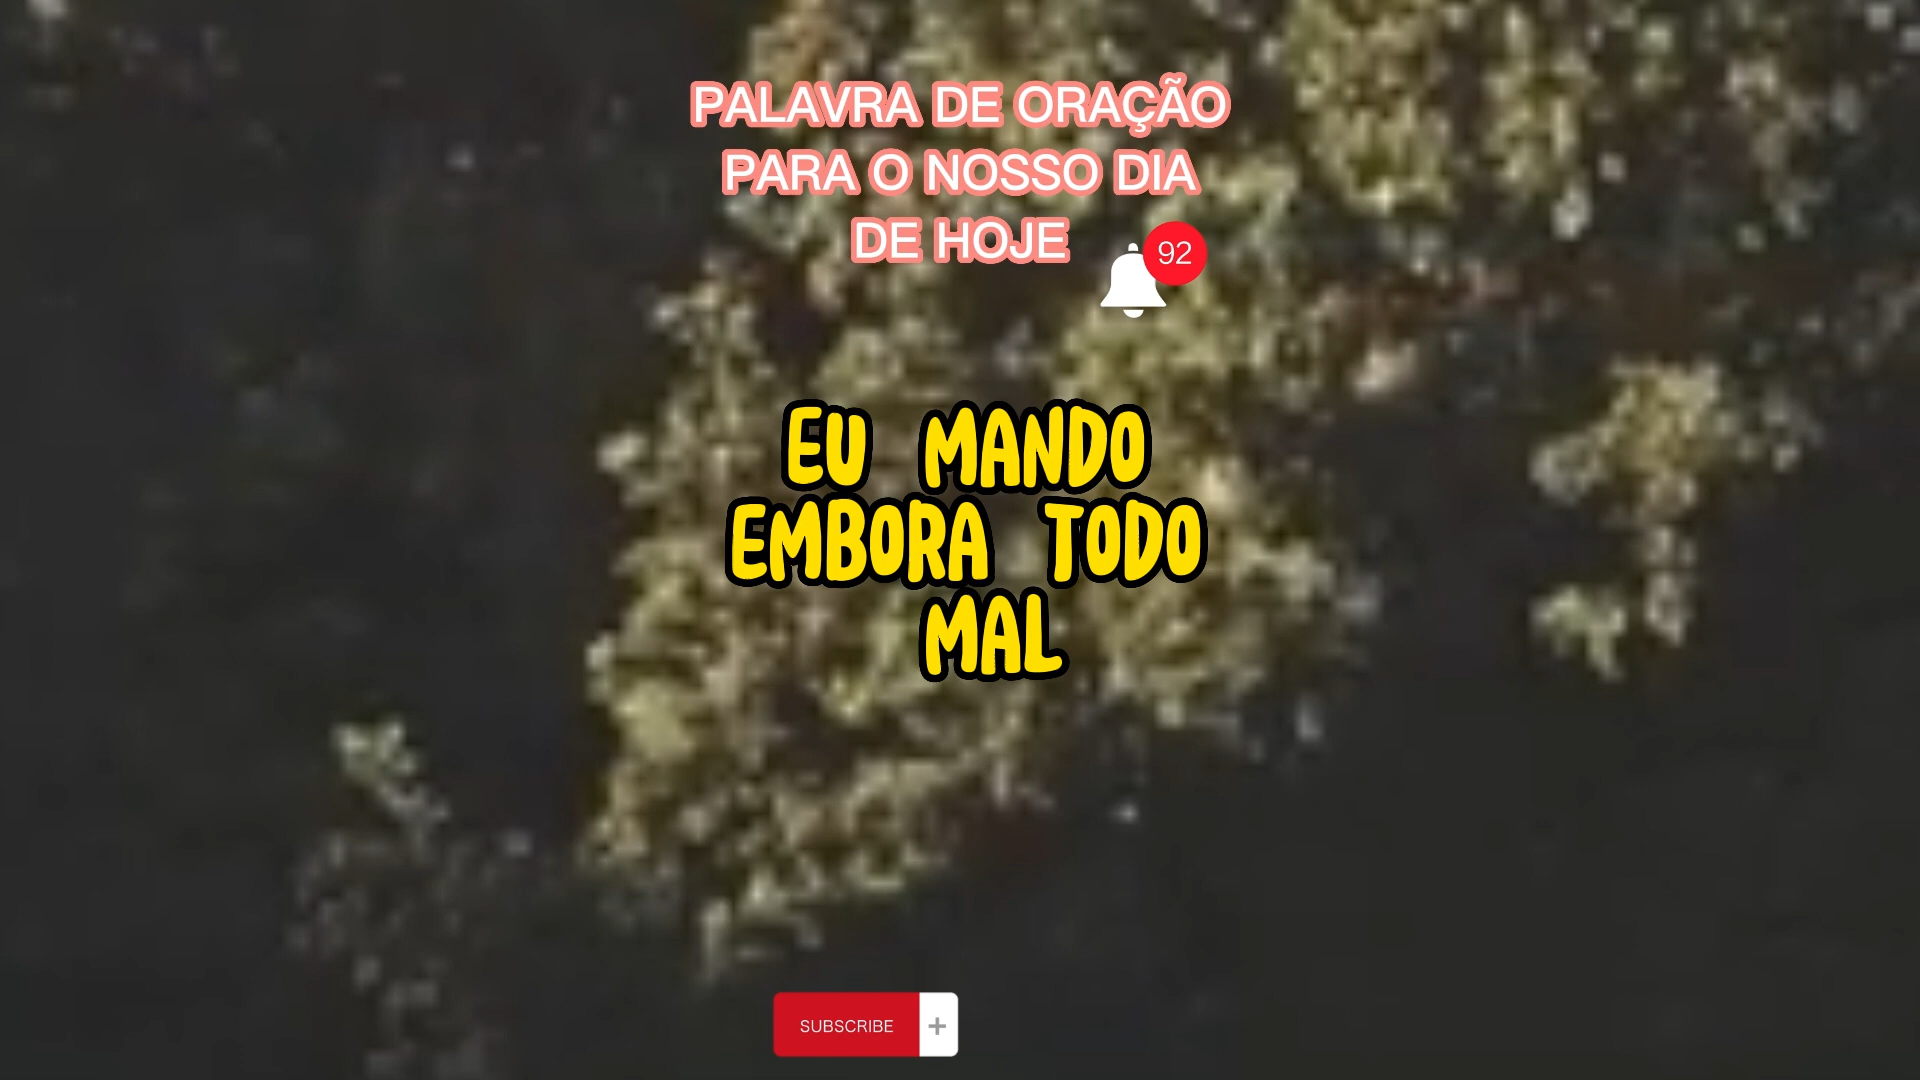 PALAVRA DE ORAÇÃO
PARA O NOSSO DIA
DE HOJE
92
EU MANDO
EMBORA TODO
MAL
SUBSCRIBE +